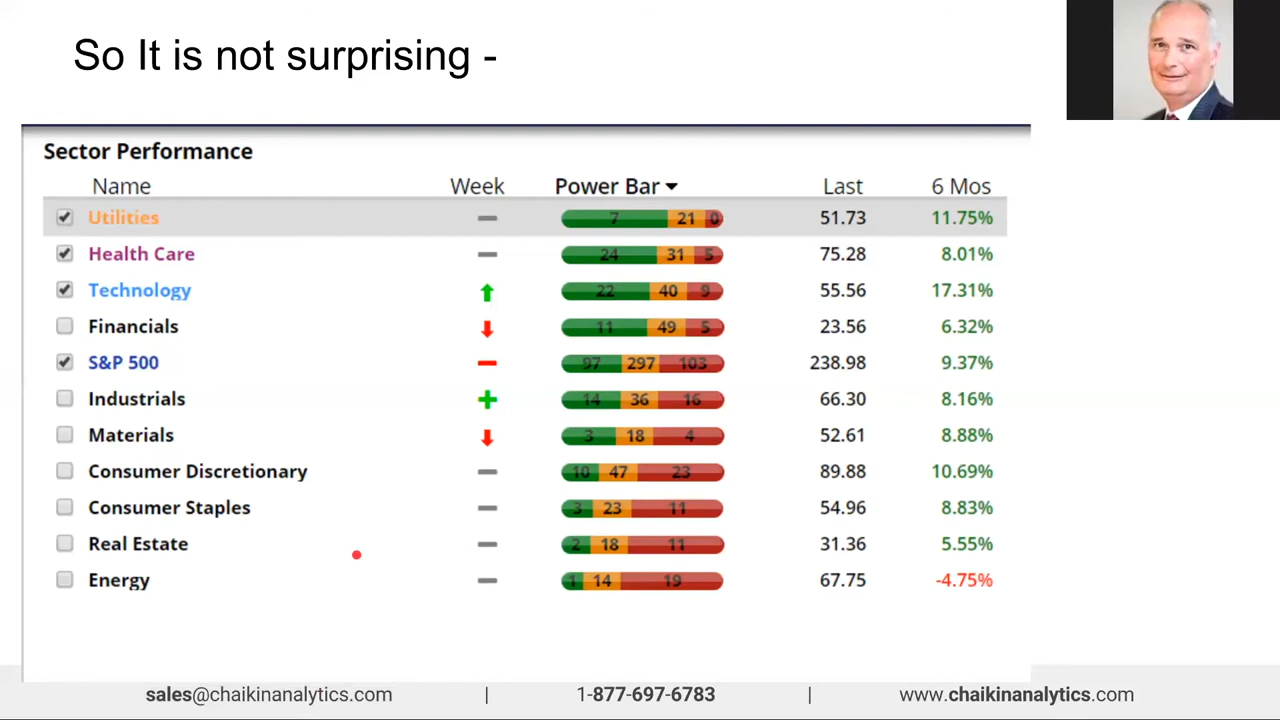 So It is not surprising -
Sector Performance
Name Week Power Bar Last 6 Mos
Utilities 7 21 0 51.73 11.75%
Health Care 24 31 5 75.28 8.01%
Technology 22 40 9 55.56 17.31%
Financials 11 49 5 23.56 6.32%
S&P 500 97 297 103 238.98 9.37%
Industrials 14 36 16 66.30 8.16%
Materials 3 18 4 52.61 8.88%
Consumer Discretionary 10 47 23 89.88 10.69%
Consumer Staples 3 23 11 54.96 8.83%
Real Estate 2 18 11 31.36 5.55%
Energy 1 14 19 67.75 -4.75%
sales@chaikinanalytics.com | 1-877-697-6783 | www.chaikinanalytics.com